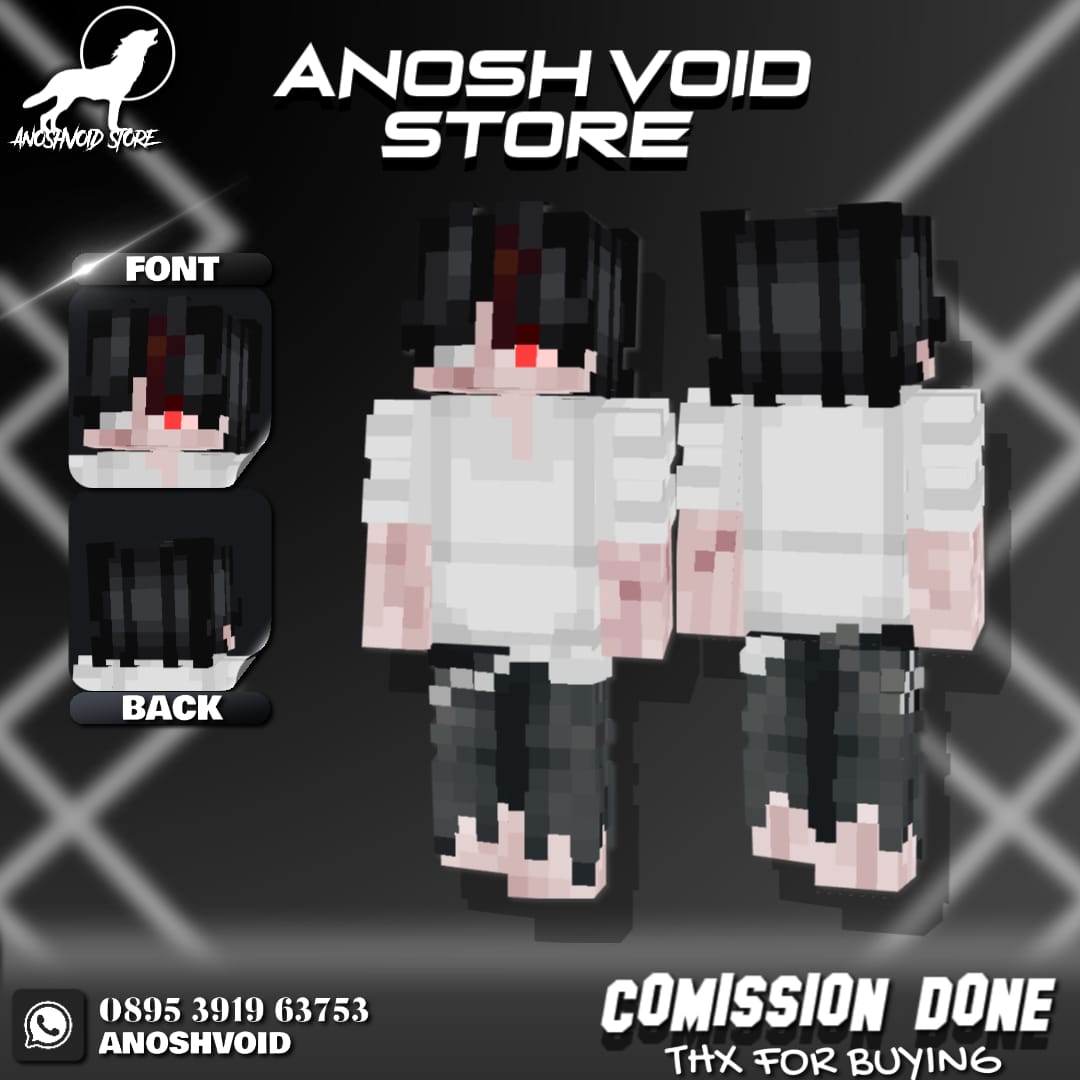 ANOSHVOID STORE
ANOSH VOID
STORE
FONT
BACK
0895 3919 63753
ANOSHVOID
COMISSION DONE
THX FOR BUYING